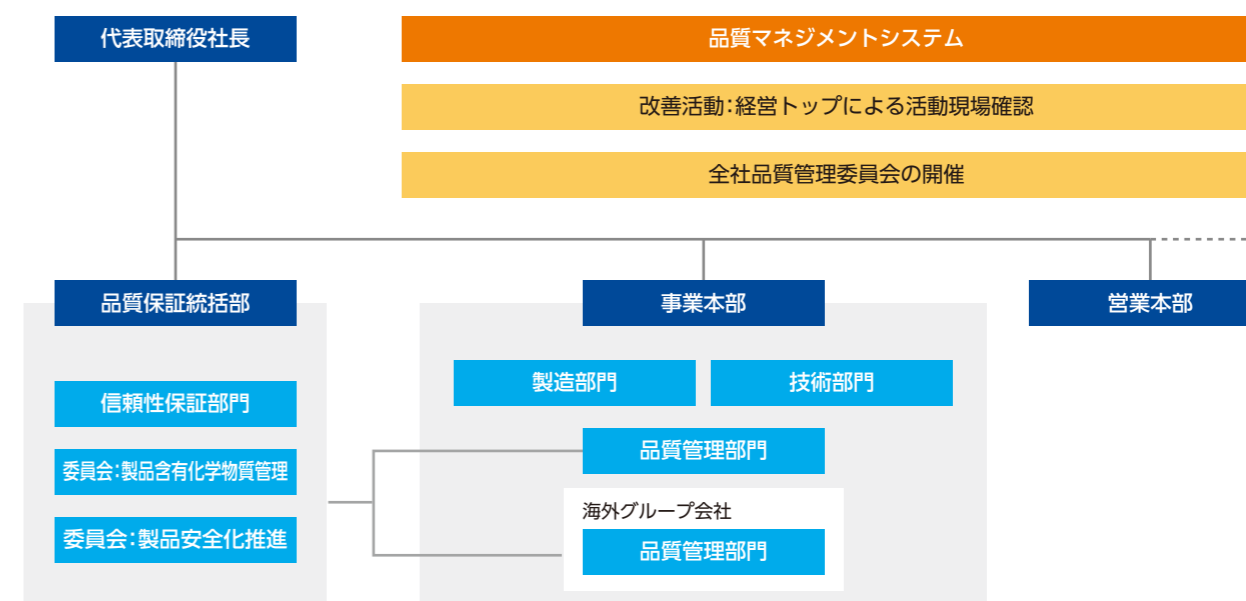 代表取締役社長
品質マネジメントシステム
改善活動:経営トップによる活動現場確認
全社品質管理委員会の開催
品質保証統括部
事業本部
営業本部
信頼性保証部門
委員会:製品含有化学物質管理
委員会:製品安全化推進
製造部門
技術部門
品質管理部門
海外グループ会社
品質管理部門